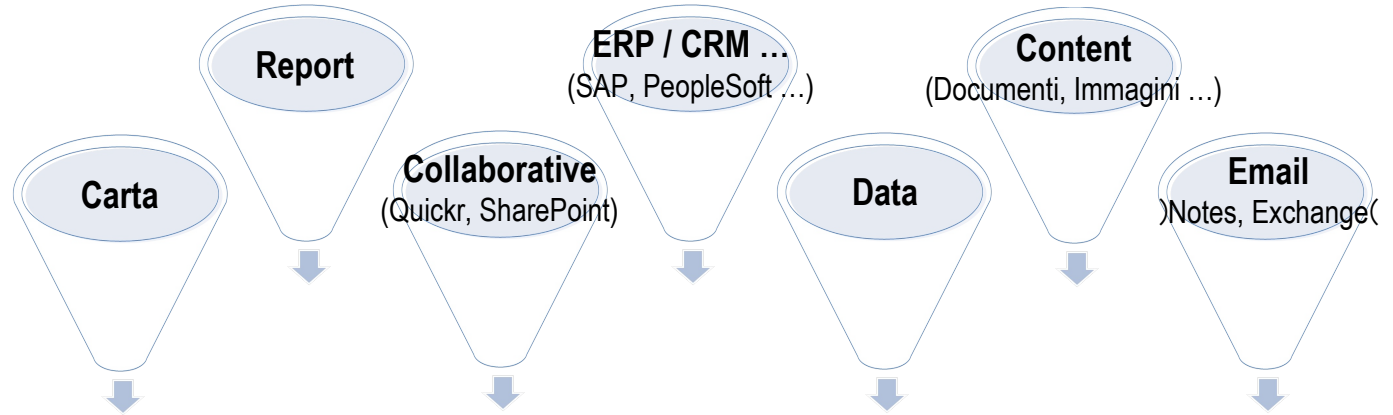 Report
ERP / CRM ...
(SAP, PeopleSoft ...)
Content
(Documenti, Immagini ...)
Carta
Collaborative
(Quickr, SharePoint)
Data
Email
)Notes, Exchange(